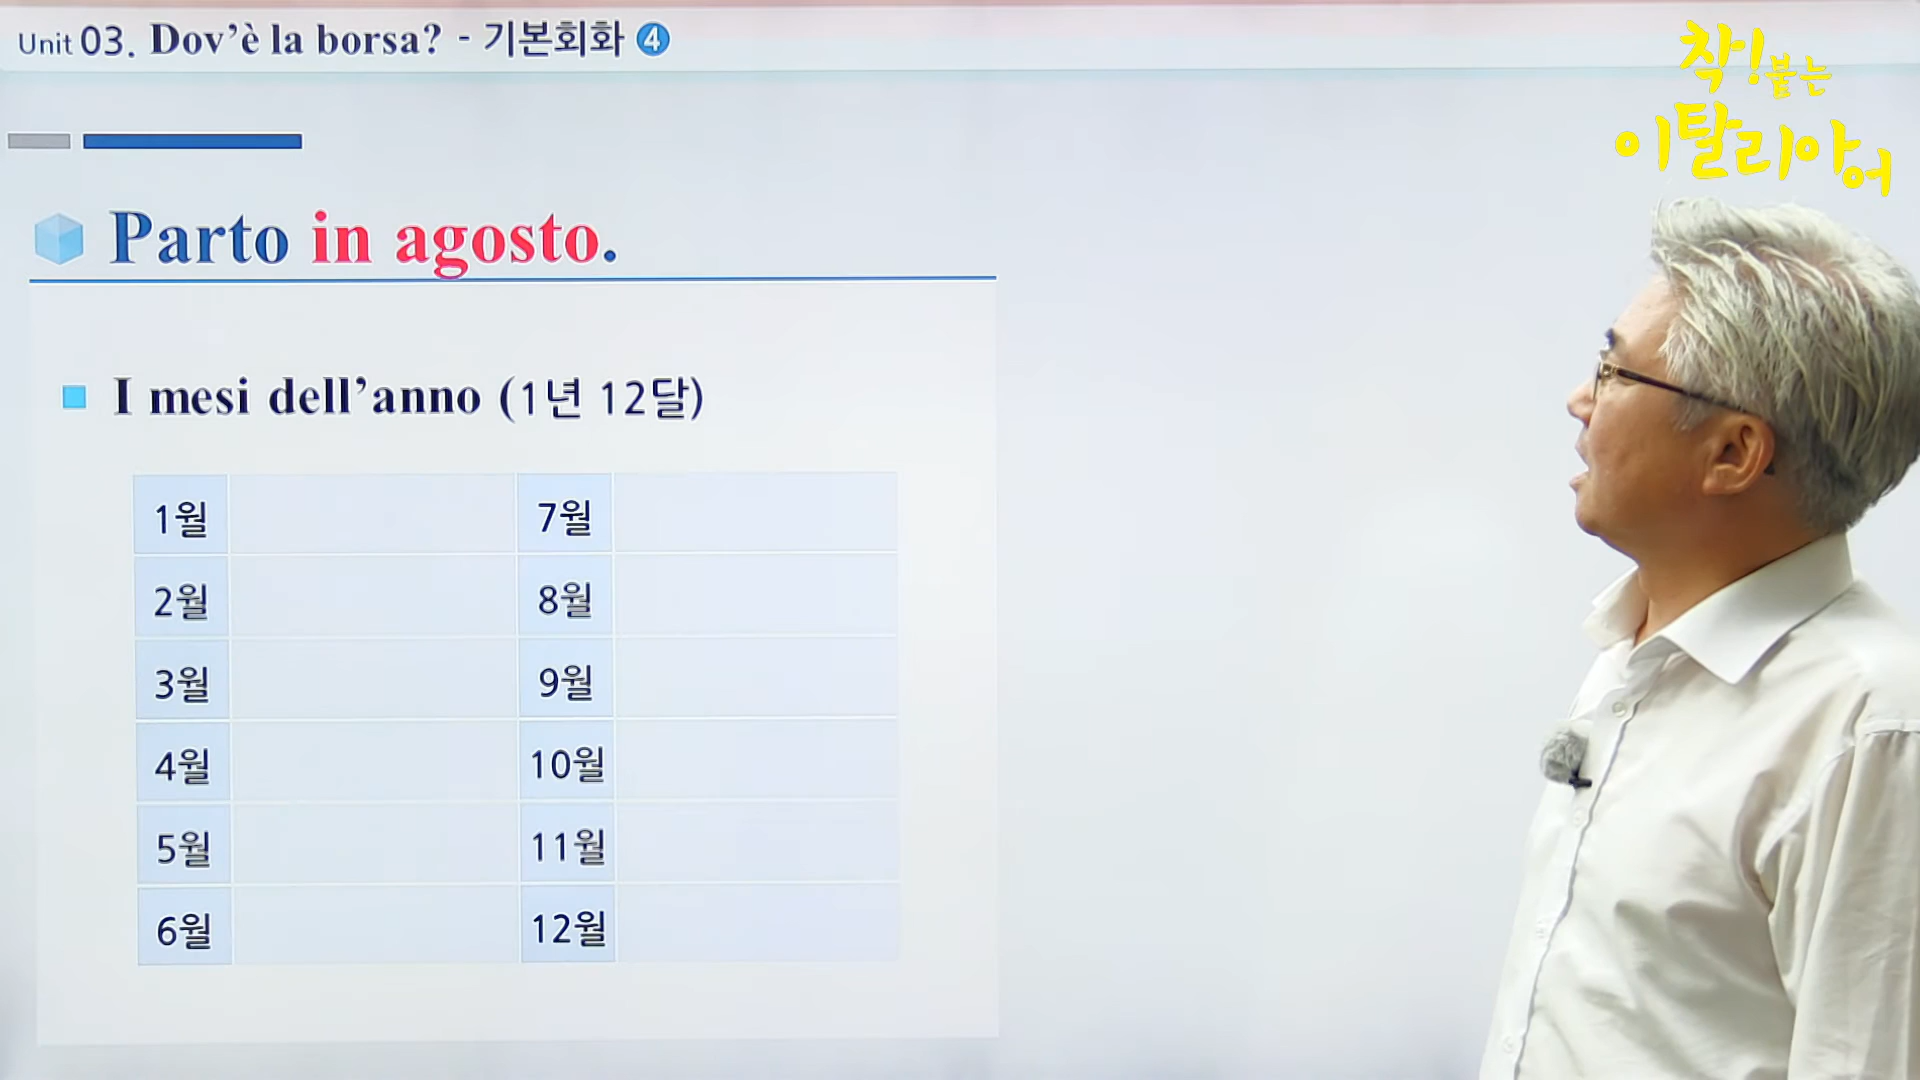 Unit 03. Dov'è la borsa? - 기본회화 4
착! 붙는
이탈리아어
Parto in agosto.
I mesi dell'anno (1년 12달)
1월 7월
2월 8월
3월 9월
4월 10월
5월 11월
6월 12월